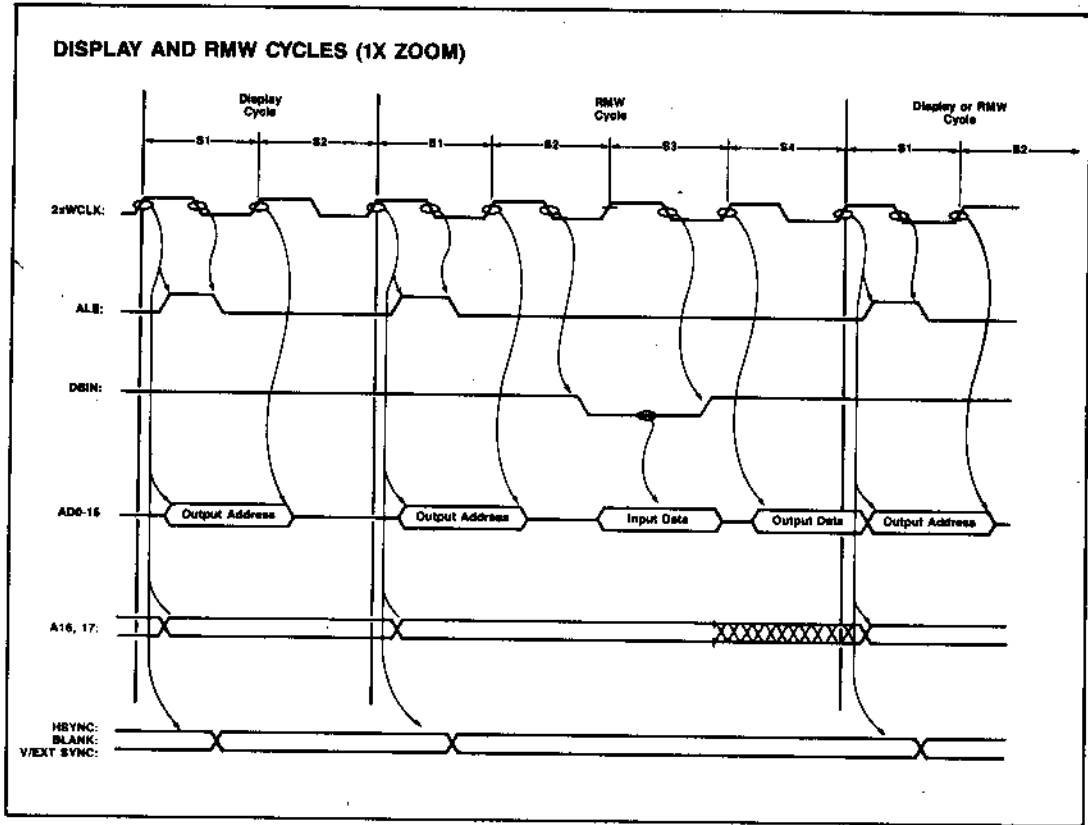 DISPLAY AND RMW CYCLES (1X ZOOM)
Display
Cycle
RMW
Cycle
Display or RMW
Cycle
S1
S2
S1
S2
S3
S4
S1
S2
2xWCLK:
ALE:
DBIN:
AD0-15
Output Address
Output Address
Input Data
Output Data
Output Address
A16, 17:
HSYNC:
BLANK:
V/EXT SYNC: